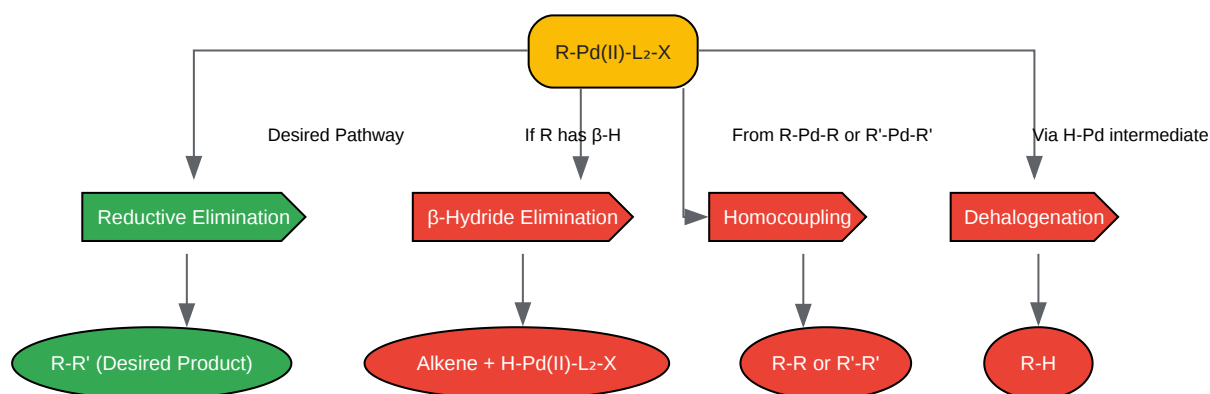 R-Pd(II)-L₂-X
Desired Pathway
If R has β-H
From R-Pd-R or R'-Pd-R'
Via H-Pd intermediate
Reductive Elimination
β-Hydride Elimination
Homocoupling
Dehalogenation
R-R' (Desired Product)
Alkene + H-Pd(II)-L₂-X
R-R or R'-R'
R-H